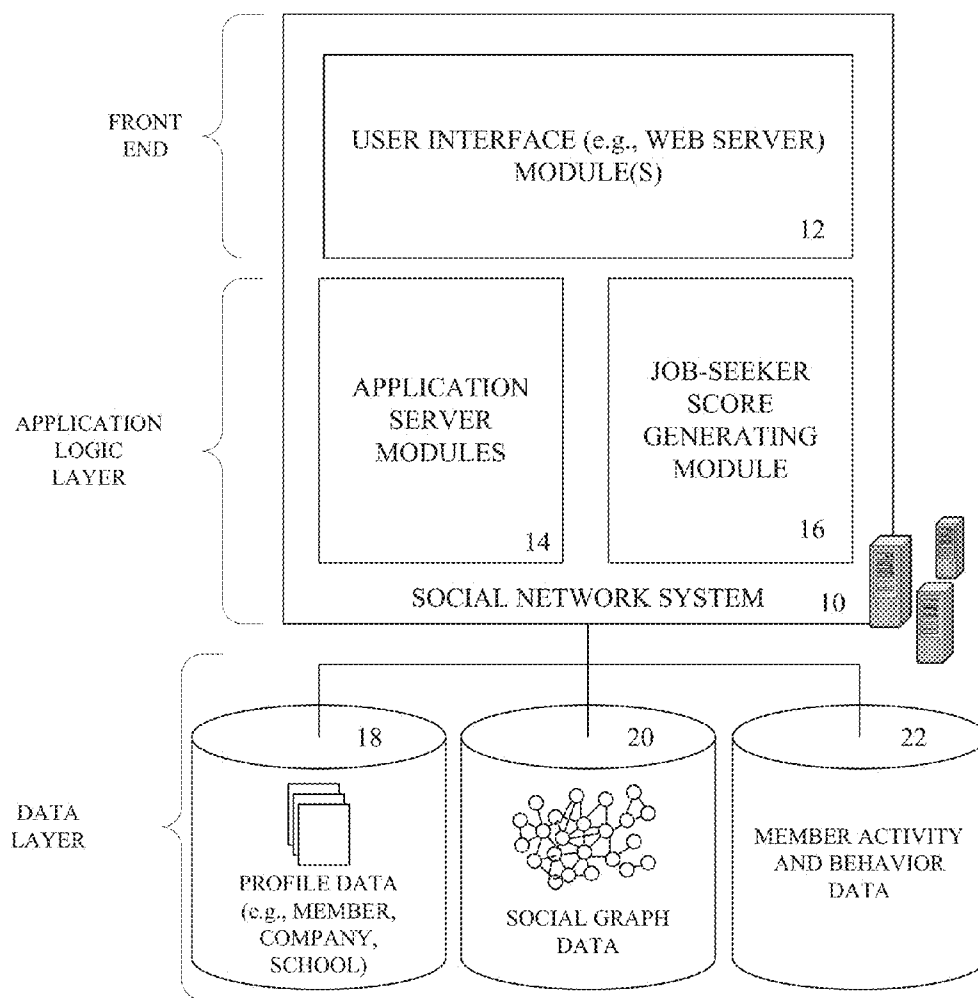 FRONT
END
USER INTERFACE (e.g., WEB SERVER)
MODULE(S)
12
APPLICATION
LOGIC
LAYER
APPLICATION
SERVER
MODULES
14
JOB-SEEKER
SCORE
GENERATING
MODULE
16
SOCIAL NETWORK SYSTEM
10
DATA
LAYER
18
PROFILE DATA
(e.g., MEMBER,
COMPANY,
SCHOOL)
20
SOCIAL GRAPH
DATA
22
MEMBER ACTIVITY
AND BEHAVIOR
DATA